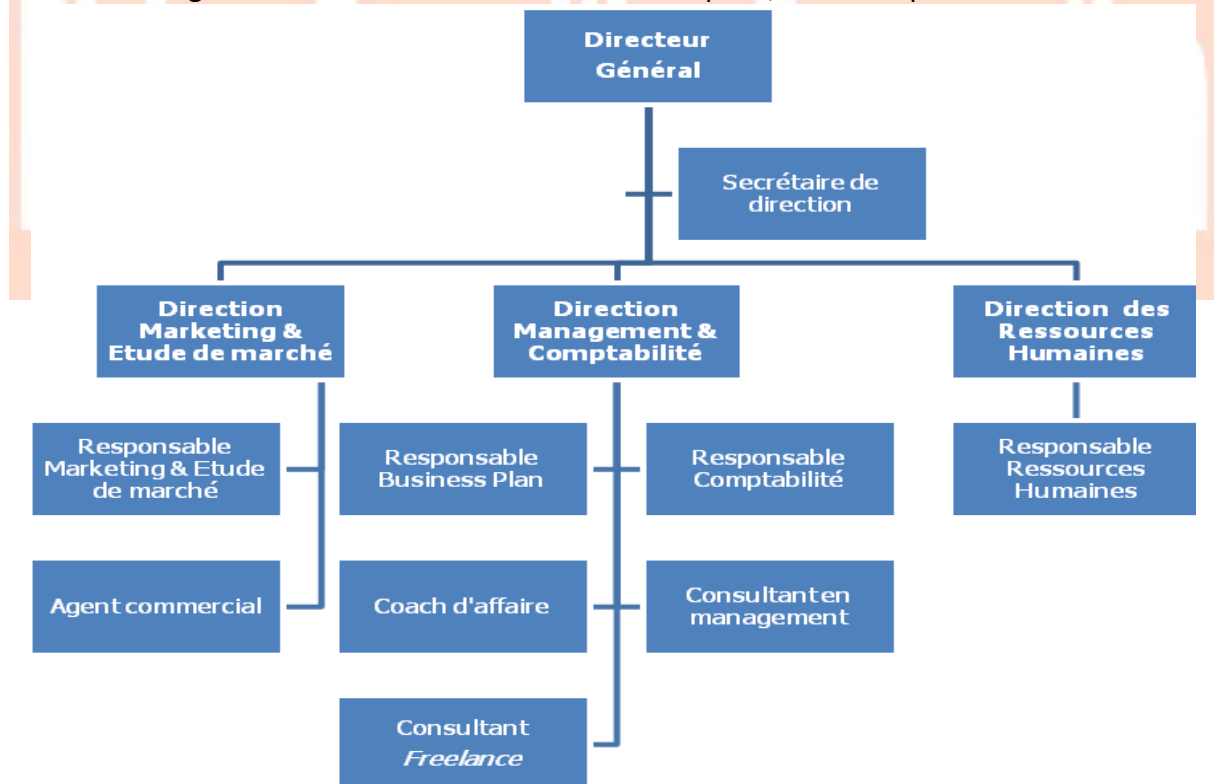 Directeur
Général
Secrétaire de
direction
Direction
Marketing &
Etude de marché
Direction
Management &
Comptabilité
Direction des
Ressources
Humaines
Responsable
Marketing & Etude
de marché
Responsable
Business Plan
Responsable
Comptabilité
Responsable
Ressources
Humaines
Agent commercial
Coach d'affaire
Consultant en
management
Consultant
Freelance